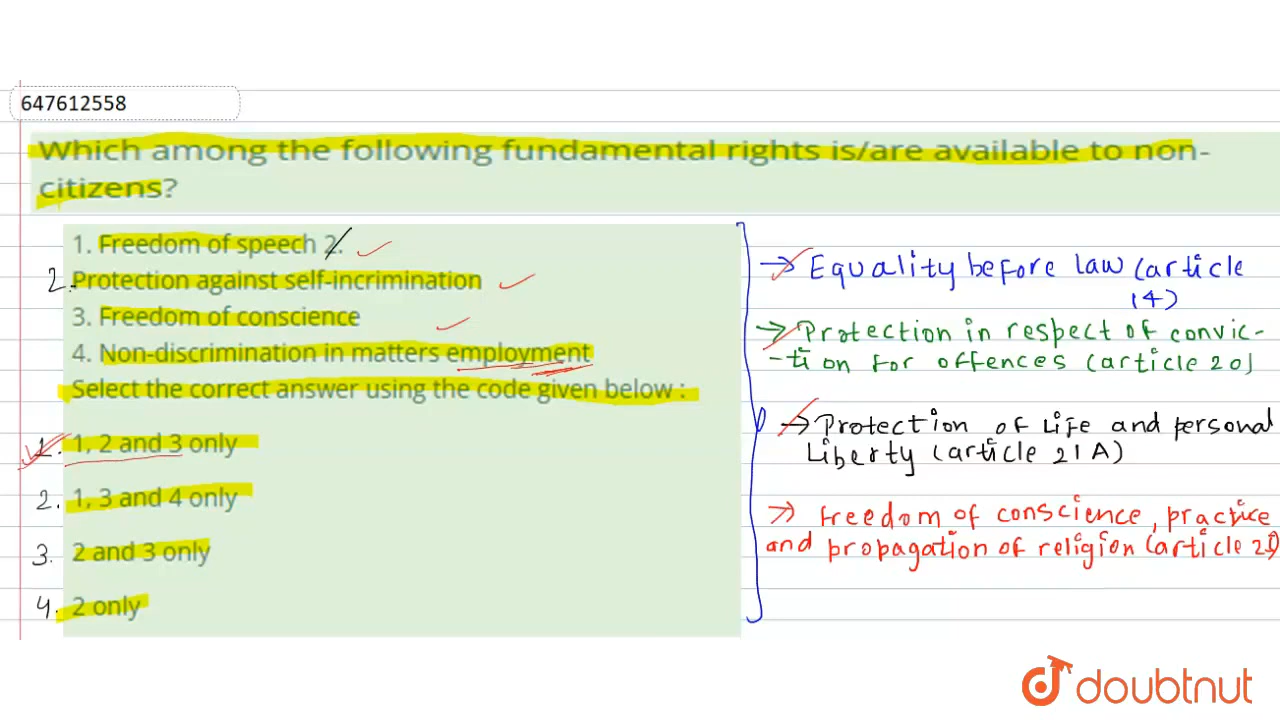 647612558
Which among the following fundamental rights is/are available to non-
citizens?
1. Freedom of speech 2.
2. Protection against self-incrimination
3. Freedom of conscience
4. Non-discrimination in matters employment
Select the correct answer using the code given below :
1. 1, 2 and 3 only
2. 1, 3 and 4 only
3. 2 and 3 only
4. 2 only
→ Equality before law (article
14)
→ Protection in respect of convic-
-tion for offences (article 20)
→ Protection of Life and personal
Liberty (article 21A)
→ freedom of conscience, practice
and propagation of religion (article
doubtnut